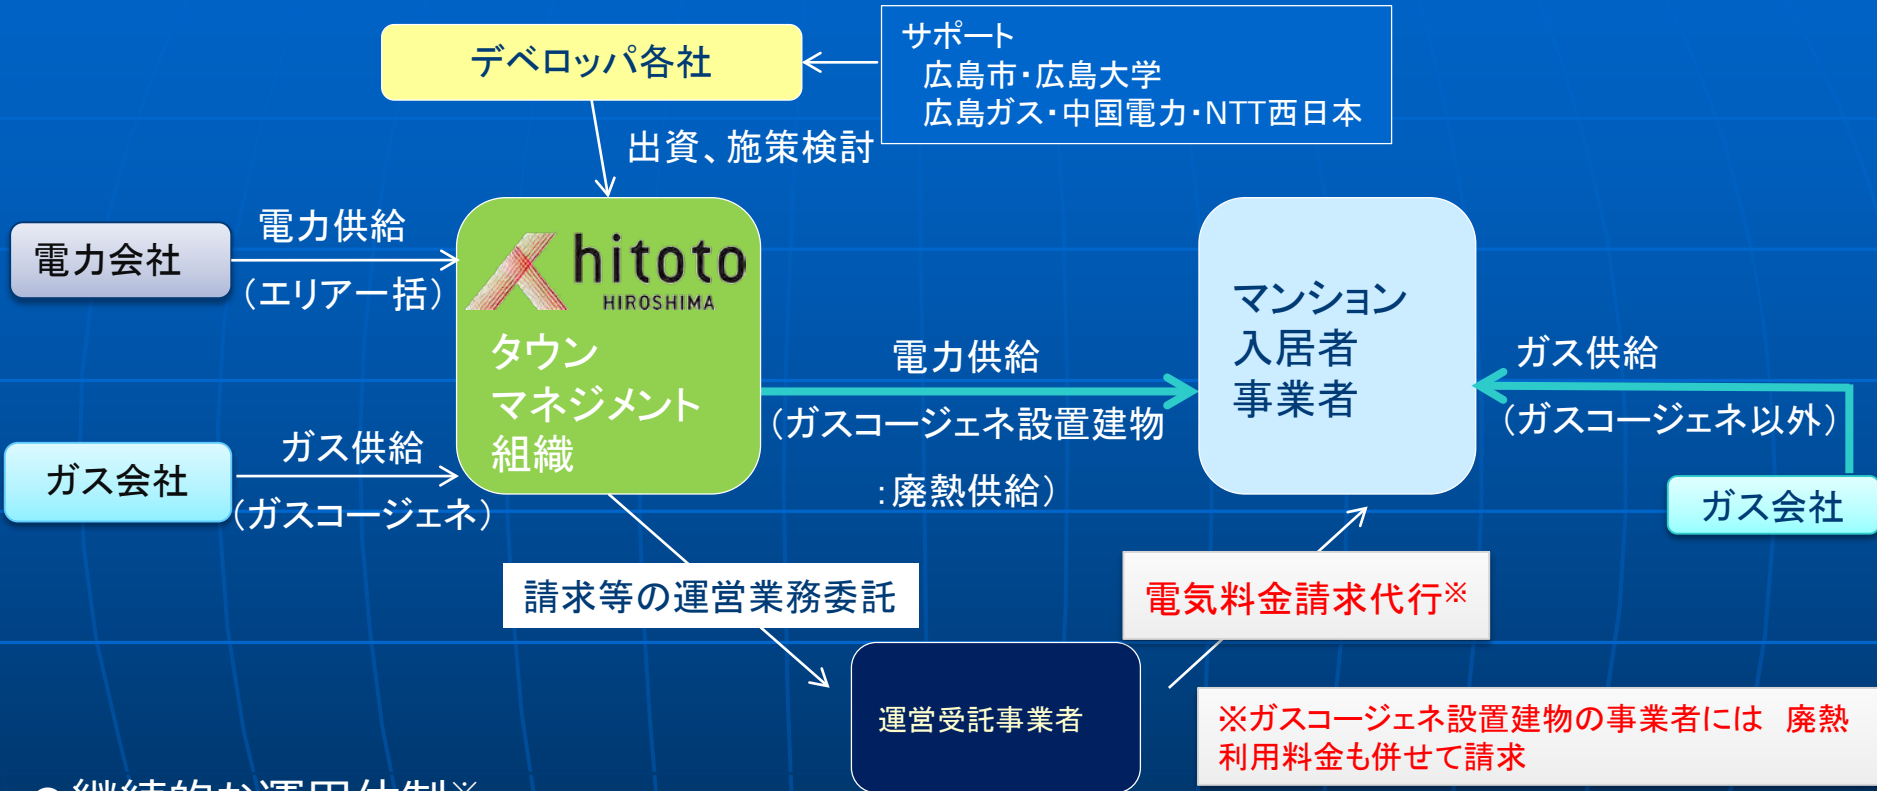 デベロッパ各社
サポート
広島市・広島大学
広島ガス・中国電力・NTT西日本
出資、施策検討
電力会社
電力供給
（エリア一括）
hitoto
HIROSHIMA
タウン
マネジメント
組織
ガス会社
ガス供給
（ガスコージェネ）
電力供給
（ガスコージェネ設置建物
：廃熱供給）
マンション
入居者
事業者
ガス供給
（ガスコージェネ以外）
ガス会社
請求等の運営業務委託
電気料金請求代行※
運営受託事業者
※ガスコージェネ設置建物の事業者には　廃熱
利用料金も併せて請求
●継続的な運用体制※